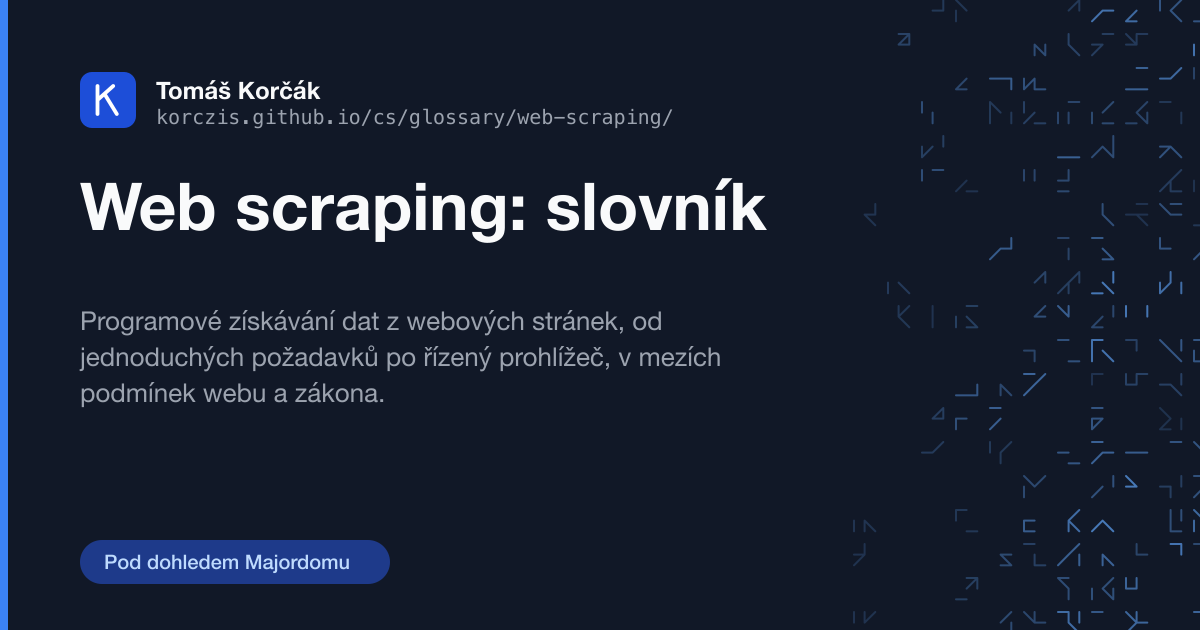 K
Tomáš Korčák
korczis.github.io/cs/glossary/web-scraping/
Web scraping: slovník
Programové získávání dat z webových stránek, od
jednoduchých požadavků po řízený prohlížeč, v mezích
podmínek webu a zákona.
Pod dohledem Majordomu